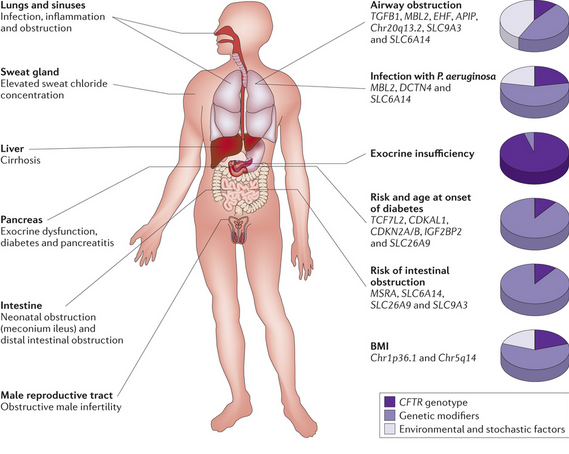 Lungs and sinuses
Infection, inflammation
and obstruction
Sweat gland
Elevated sweat chloride
concentration
Liver
Cirrhosis
Pancreas
Exocrine dysfunction,
diabetes and pancreatitis
Intestine
Neonatal obstruction
(meconium ileus) and
distal intestinal obstruction
Male reproductive tract
Obstructive male infertility
Airway obstruction
TGFB1, MBL2, EHF, APIP,
Chr20q13.2, SLC9A3
and SLC6A14
Infection with P. aeruginosa
MBL2, DCTN4 and
SLC6A14
Exocrine insufficiency
Risk and age at onset
of diabetes
TCF7L2, CDKAL1,
CDKN2A/B, IGF2BP2
and SLC26A9
Risk of intestinal
obstruction
MSRA, SLC6A14,
SLC26A9 and SLC9A3
BMI
Chr1p36.1 and Chr5q14
CFTR genotype
Genetic modifiers
Environmental and stochastic factors